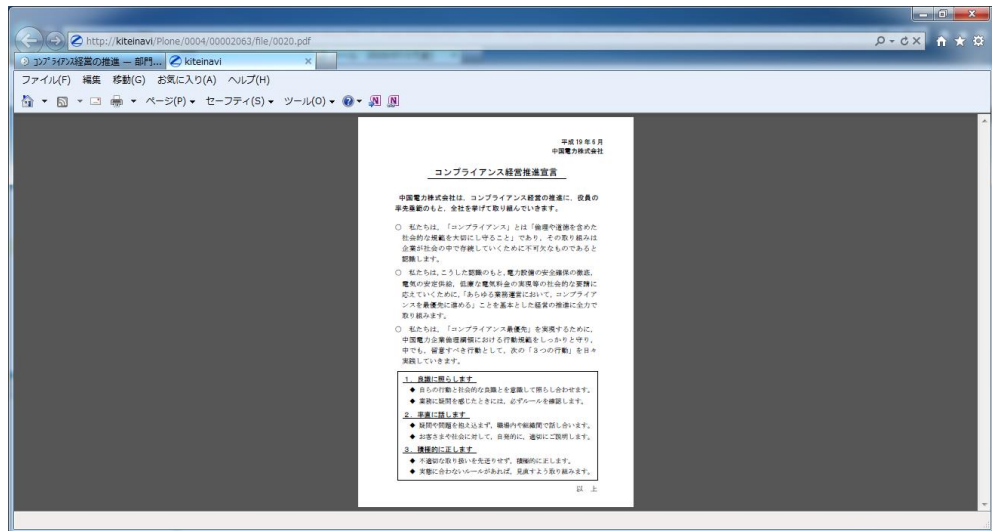 http://kiteinavi/Plone/0004/00002063/file/0020.pdf
コンプライアンス経営の推進 — 部門... kiteinavi
ファイル(F) 編集 移動(G) お気に入り(A) ヘルプ(H)
ページ(P) セーフティ(S) ツール(O)
平成19年6月
中国電力株式会社
コンプライアンス経営推進宣言
中国電力株式会社は，コンプライアンス経営の推進に，役員の
率先垂範のもと，全社を挙げて取り組んでいきます。
○ 私たちは，「コンプライアンス」とは「倫理や道徳を含めた
社会的な規範を大切にし守ること」であり，その取り組みは
企業が社会の中で存続していくために不可欠なものであると
認識します。
○ 私たちは，こうした認識のもと，電力設備の安全確保の徹底，
電気の安定供給，低廉な電気料金の実現等の社会的な要請に
応えていくために，「あらゆる業務運営において，コンプライア
ンスを最優先に進める」ことを基本とした経営の推進に全力で
取り組みます。
○ 私たちは，「コンプライアンス最優先」を実現するために，
中国電力企業倫理綱領における行動規範をしっかりと守り，
中でも，留意すべき行動として，次の「３つの行動」を日々
実践していきます。
１．良識に照らします
◆ 自らの行動と社会的な良識とを意識して照らし合わせます。
◆ 業務に疑問を感じたときには，必ずルールを確認します。
２．率直に話します
◆ 疑問や問題を抱え込まず，職場内や組織間で話し合います。
◆ お客さまや社会に対して，自発的に，適切にご説明します。
３．積極的に正します
◆ 不適切な取り扱いを先送りせず，積極的に正します。
◆ 実態に合わないルールがあれば，見直すよう取り組みます。
以 上